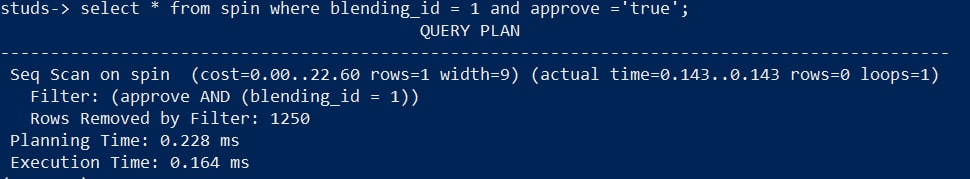 studs-> select * from spin where blending_id = 1 and approve ='true';
QUERY PLAN
-----------------------------------------------------------------------------------------------------
Seq Scan on spin  (cost=0.00..22.60 rows=1 width=9) (actual time=0.143..0.143 rows=0 loops=1)
Filter: (approve AND (blending_id = 1))
Rows Removed by Filter: 1250
Planning Time: 0.228 ms
Execution Time: 0.164 ms